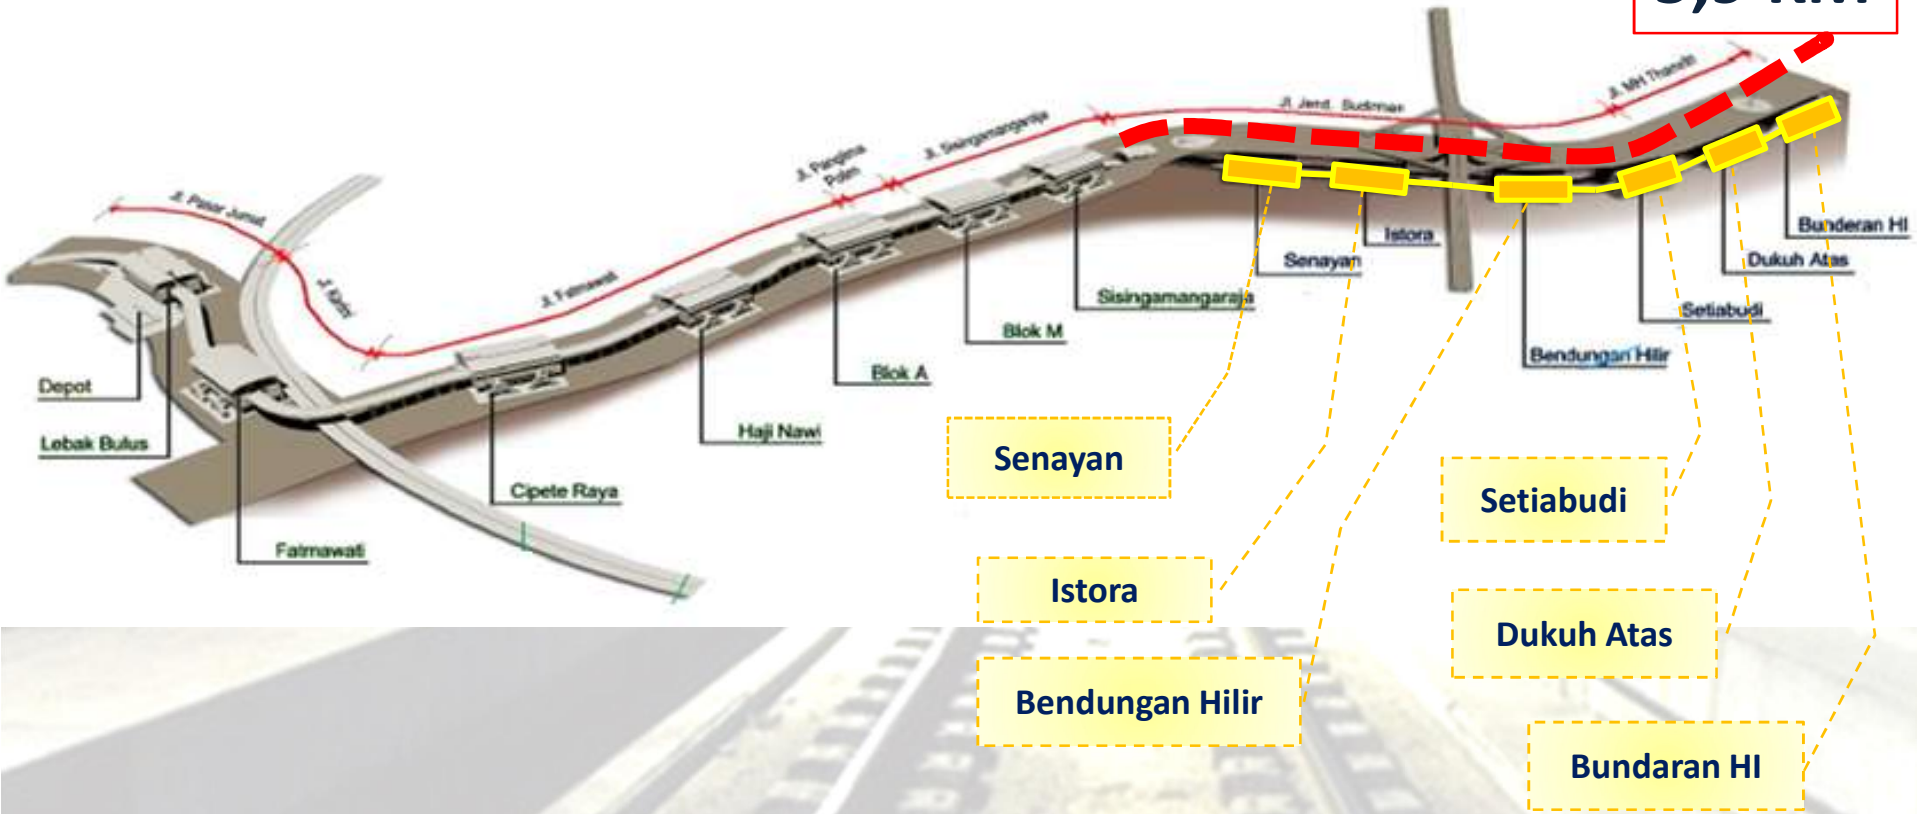 km
Jl. Pasar Jumat
Jl. Fatmawati
Jl. Panglima
Polim
Jl. Sisingamangaraja
Jl. Jend. Sudirman
Jl. MH Thamrin
Depot
Lebak Bulus
Fatmawati
Cipete Raya
Haji Nawi
Blok A
Blok M
Sisingamangaraja
Senayan
Istora
Bendungan Hilir
Setiabudi
Dukuh Atas
Bunderan HI
Senayan
Istora
Bendungan Hilir
Setiabudi
Dukuh Atas
Bundaran HI